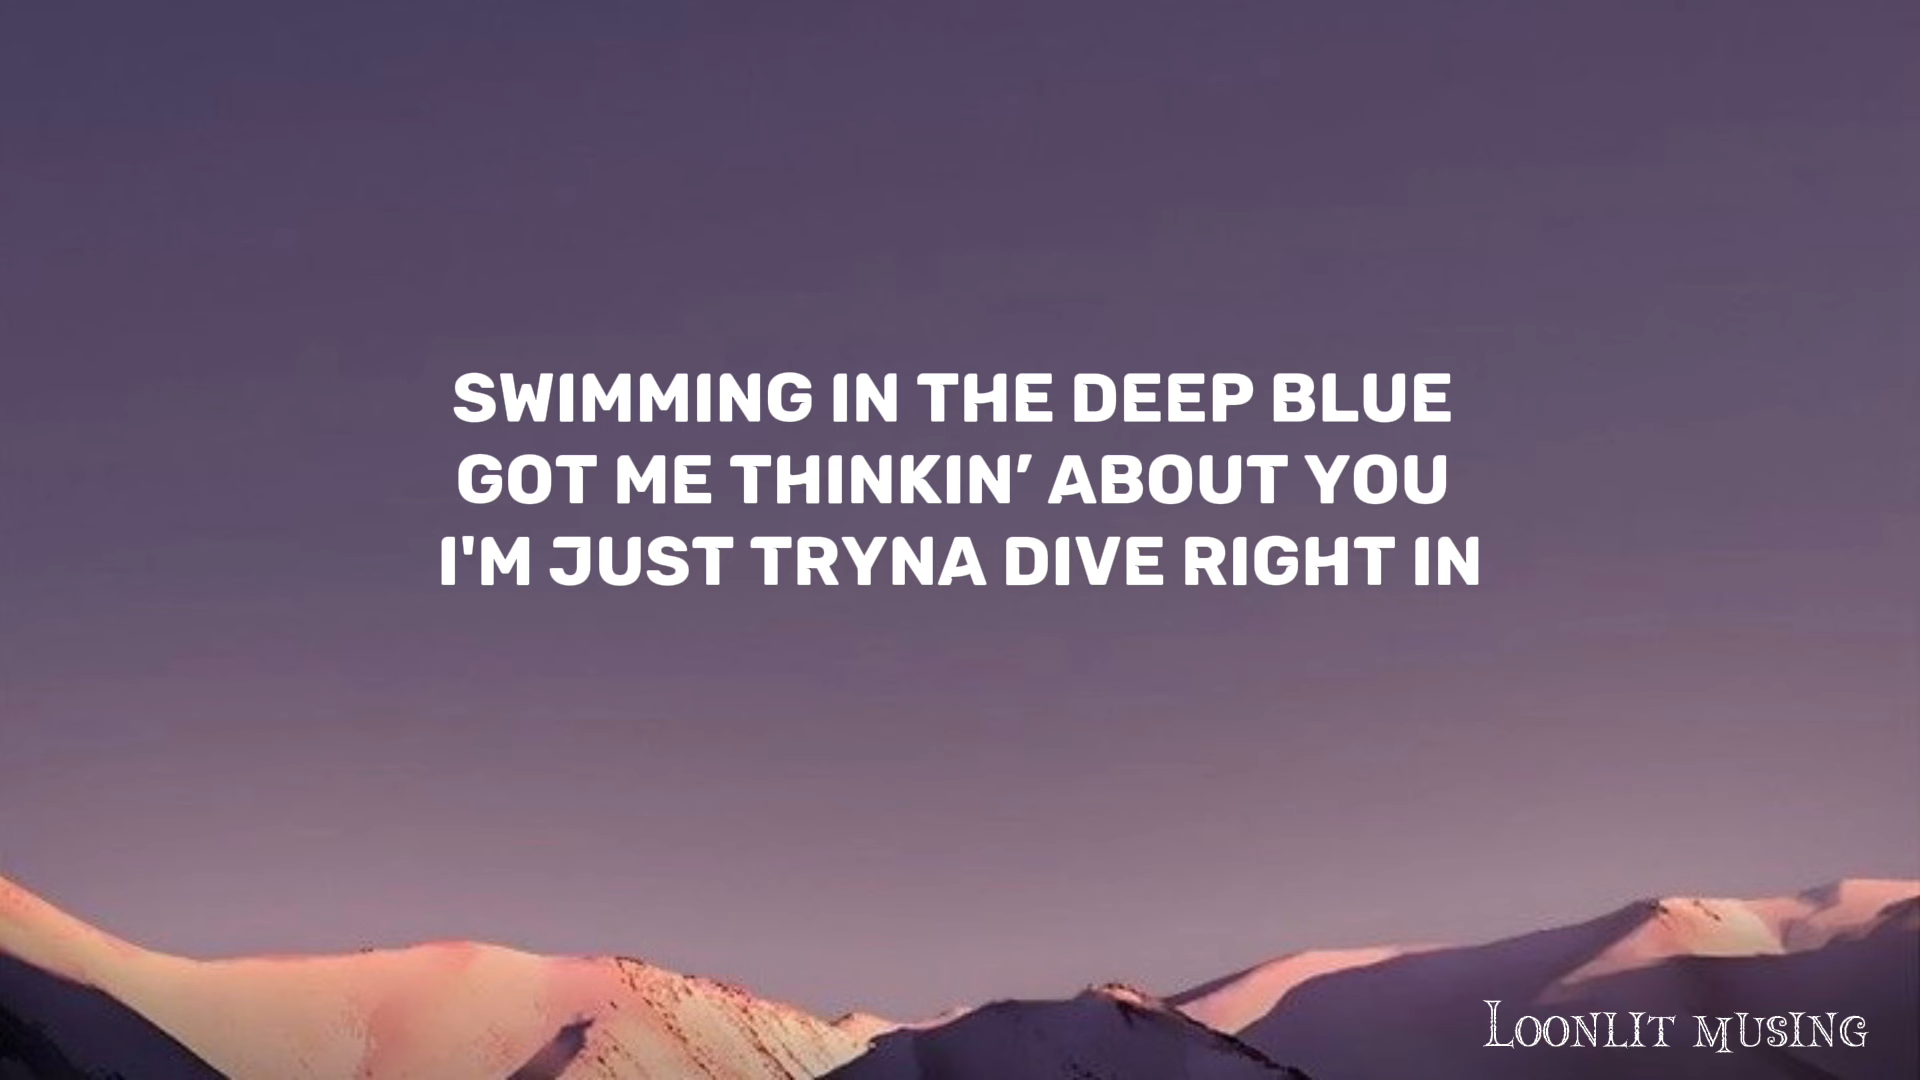 SWIMMING IN THE DEEP BLUE
GOT ME THINKIN’ ABOUT YOU
I'M JUST TRYNA DIVE RIGHT IN
LOONLIT MUSING